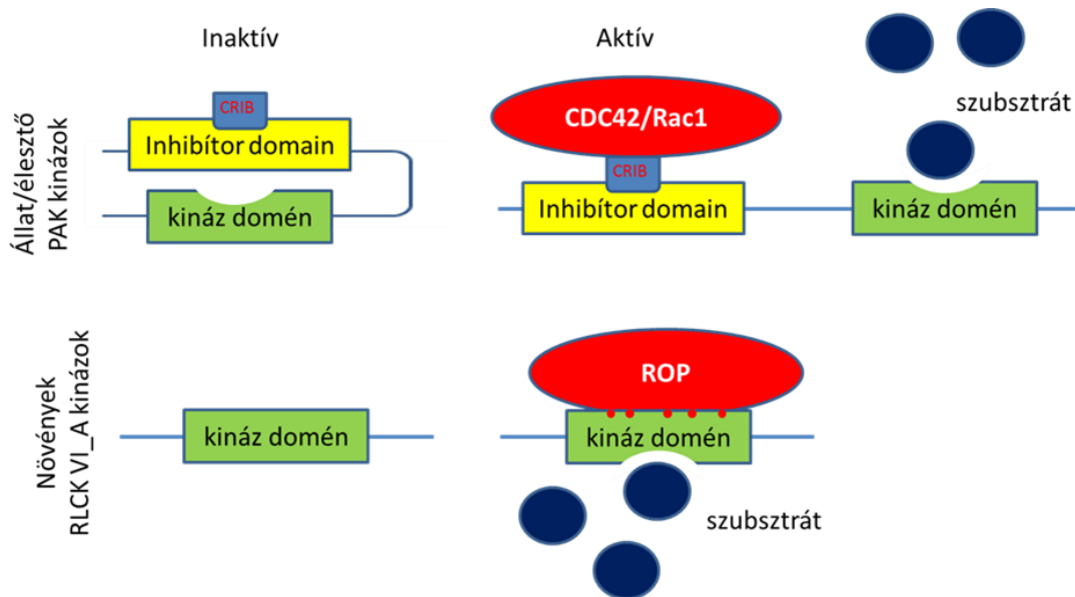 Inaktív
Aktív
Állat/élesztő
PAK kinázok
CRIB
Inhibítor domain
kináz domén
CDC42/Rac1
CRIB
Inhibítor domain
szubsztrát
kináz domén
Növények
RLCK VI_A kinázok
kináz domén
ROP
kináz domén
szubsztrát